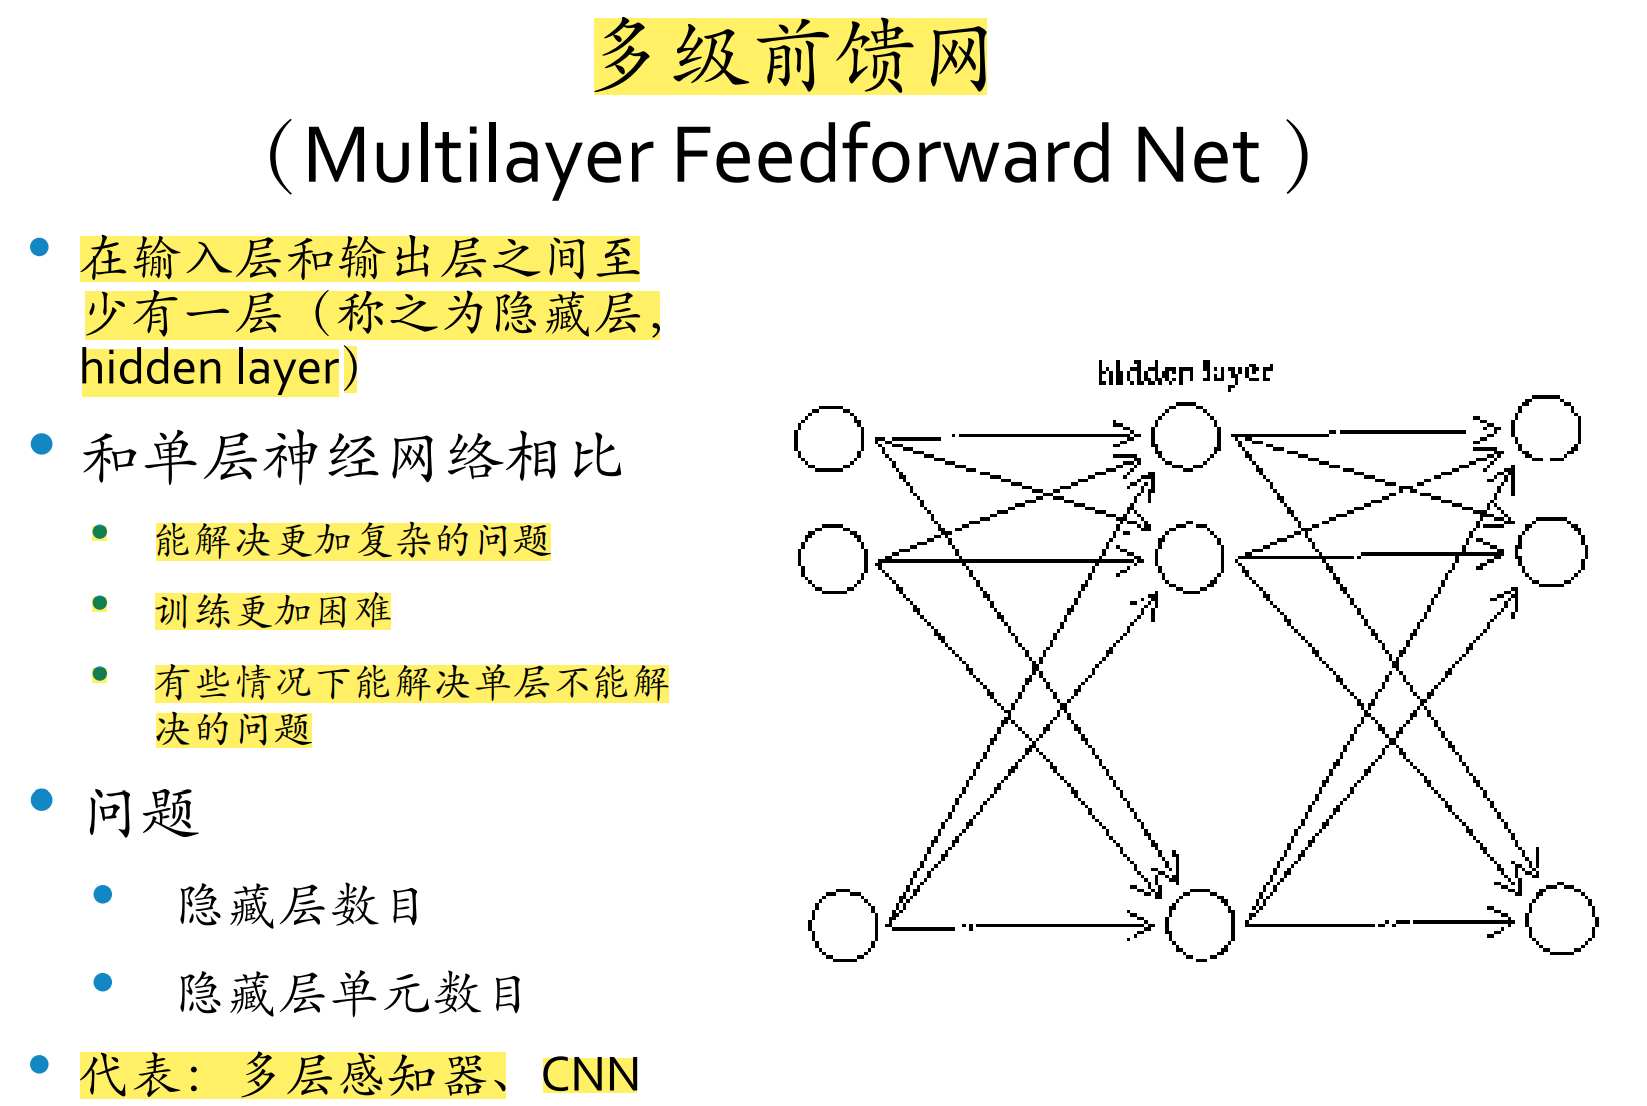 多级前馈网
（Multilayer Feedforward Net ）
在输入层和输出层之间至
少有一层（称之为隐藏层，
hidden layer）
和单层神经网络相比
能解决更加复杂的问题
训练更加困难
有些情况下能解决单层不能解
决的问题
问题
隐藏层数目
隐藏层单元数目
代表：多层感知器、CNN
hidden layer